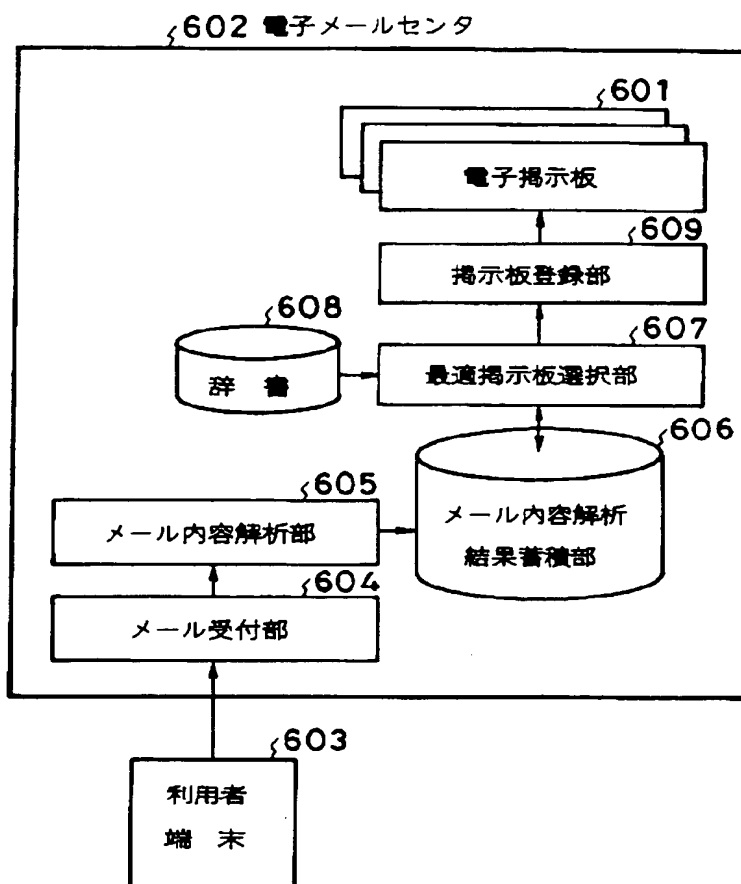 602 電子メールセンタ
601
電子掲示板
609
掲示板登録部
608
607
辞書
最適掲示板選択部
606
605
メール内容解析部
メール内容解析
結果蓄積部
604
メール受付部
603
利用者
端末